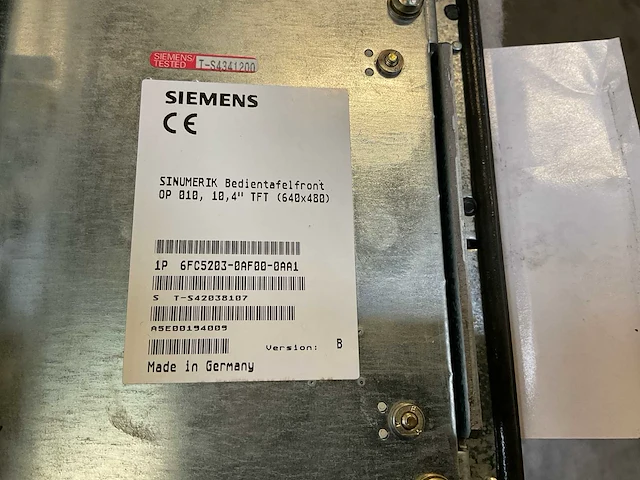 SIEMENS/
TESTED T-S4341200
SIEMENS
CE
SINUMERIK Bedientafelfront
OP 010, 10,4" TFT (640x480)
1P 6FC5203-0AF00-0AA1
S T-S42038107
A5E00194009
Version: B
Made in Germany